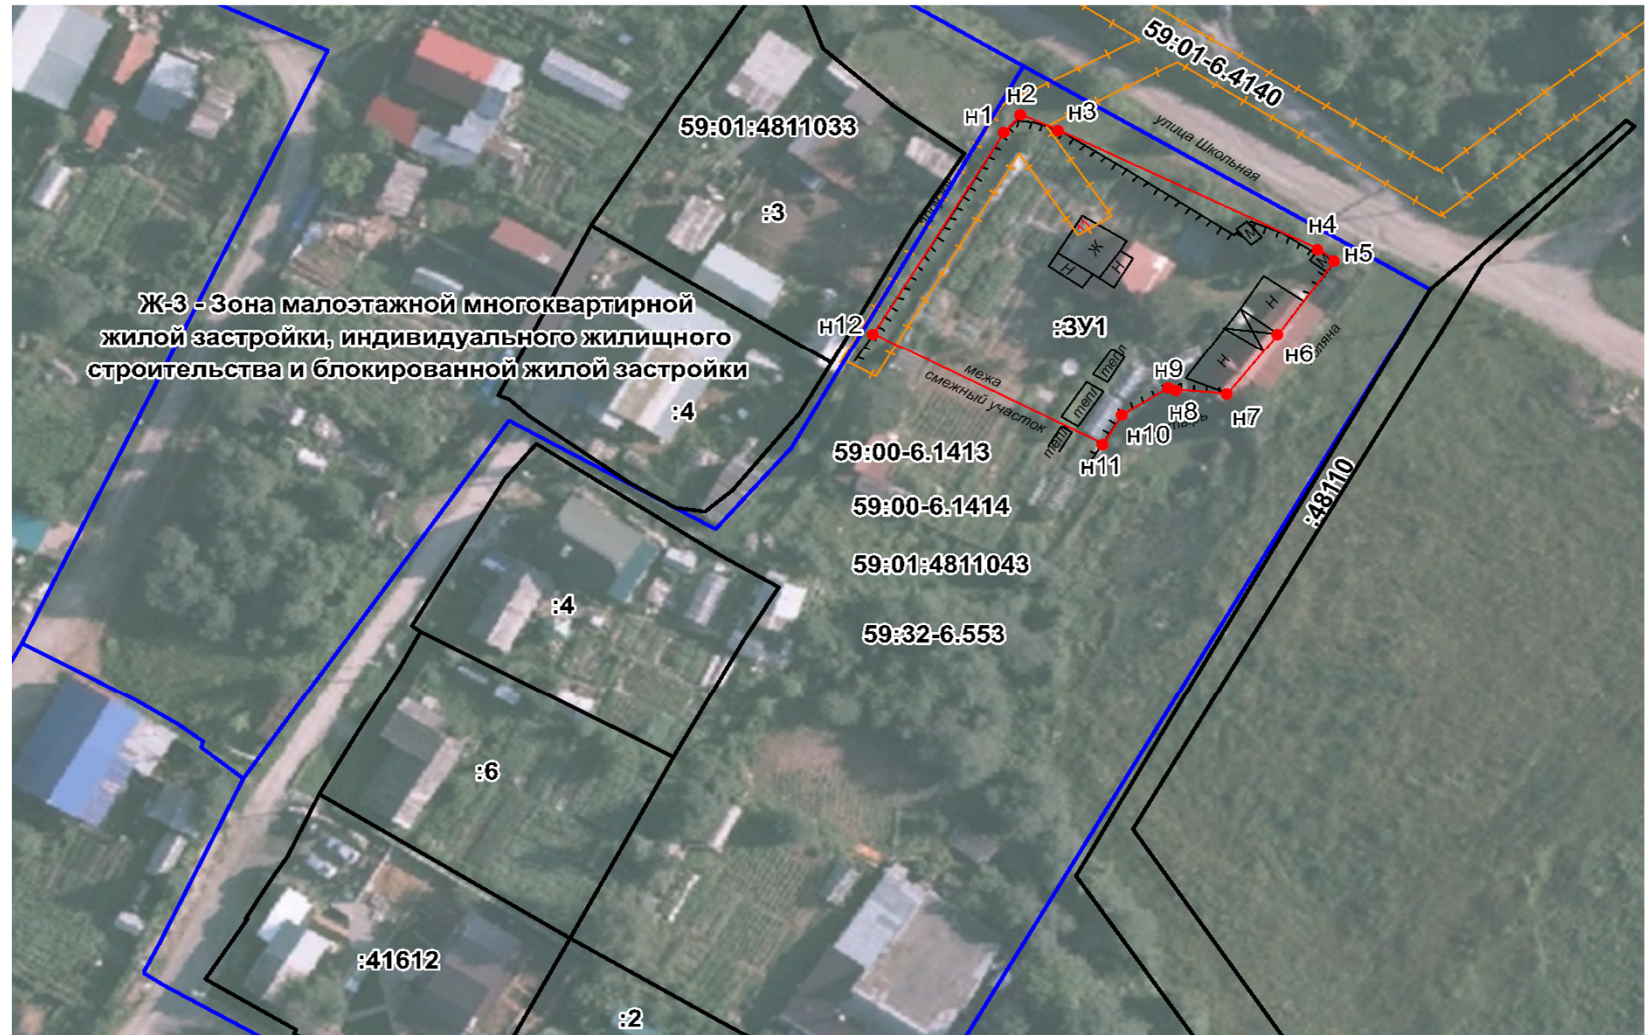 59:01-6.4140
н2
н1
н3
59:01:4811033
улица Школьная
:3
н4
н5
М
Ж
Н
Н
Н
Ж-3 - Зона малоэтажной многоквартирной
жилой застройки, индивидуального жилищного
строительства и блокированной жилой застройки
н12
:ЗУ1
н6
Н
межа
смежный участок
тепл
тепл
н9
н8
н7
н10
н11
:4
59:00-6.1413
59:00-6.1414
:48110
59:01:4811043
:4
59:32-6.553
:6
:41612
:2